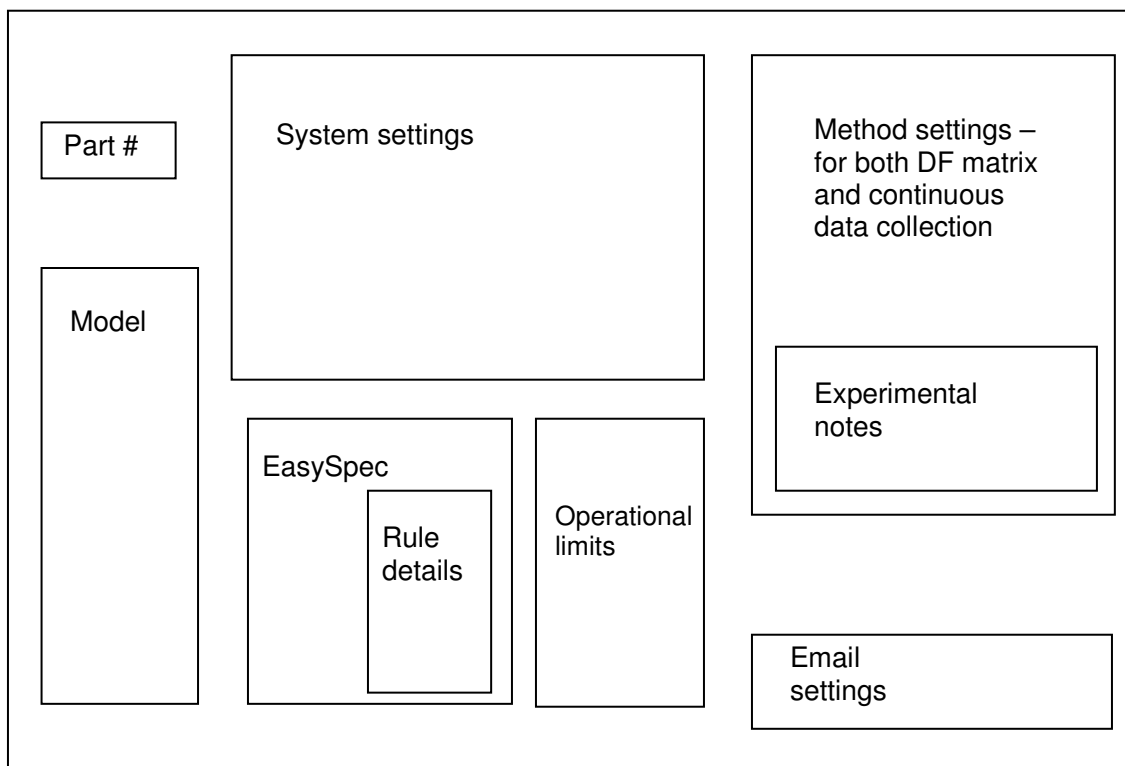 Part #
System settings
Method settings –
for both DF matrix
and continuous
data collection
Model
Experimental
notes
EasySpec
Rule
details
Operational
limits
Email
settings